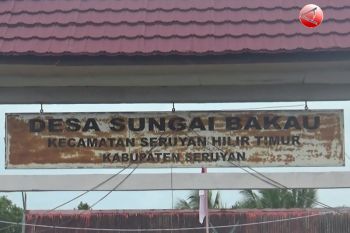 DESA SUNGAI BAKAU
KECAMATAN SERUYAN HILIR TIMUR
KABUPATEN SERUYAN